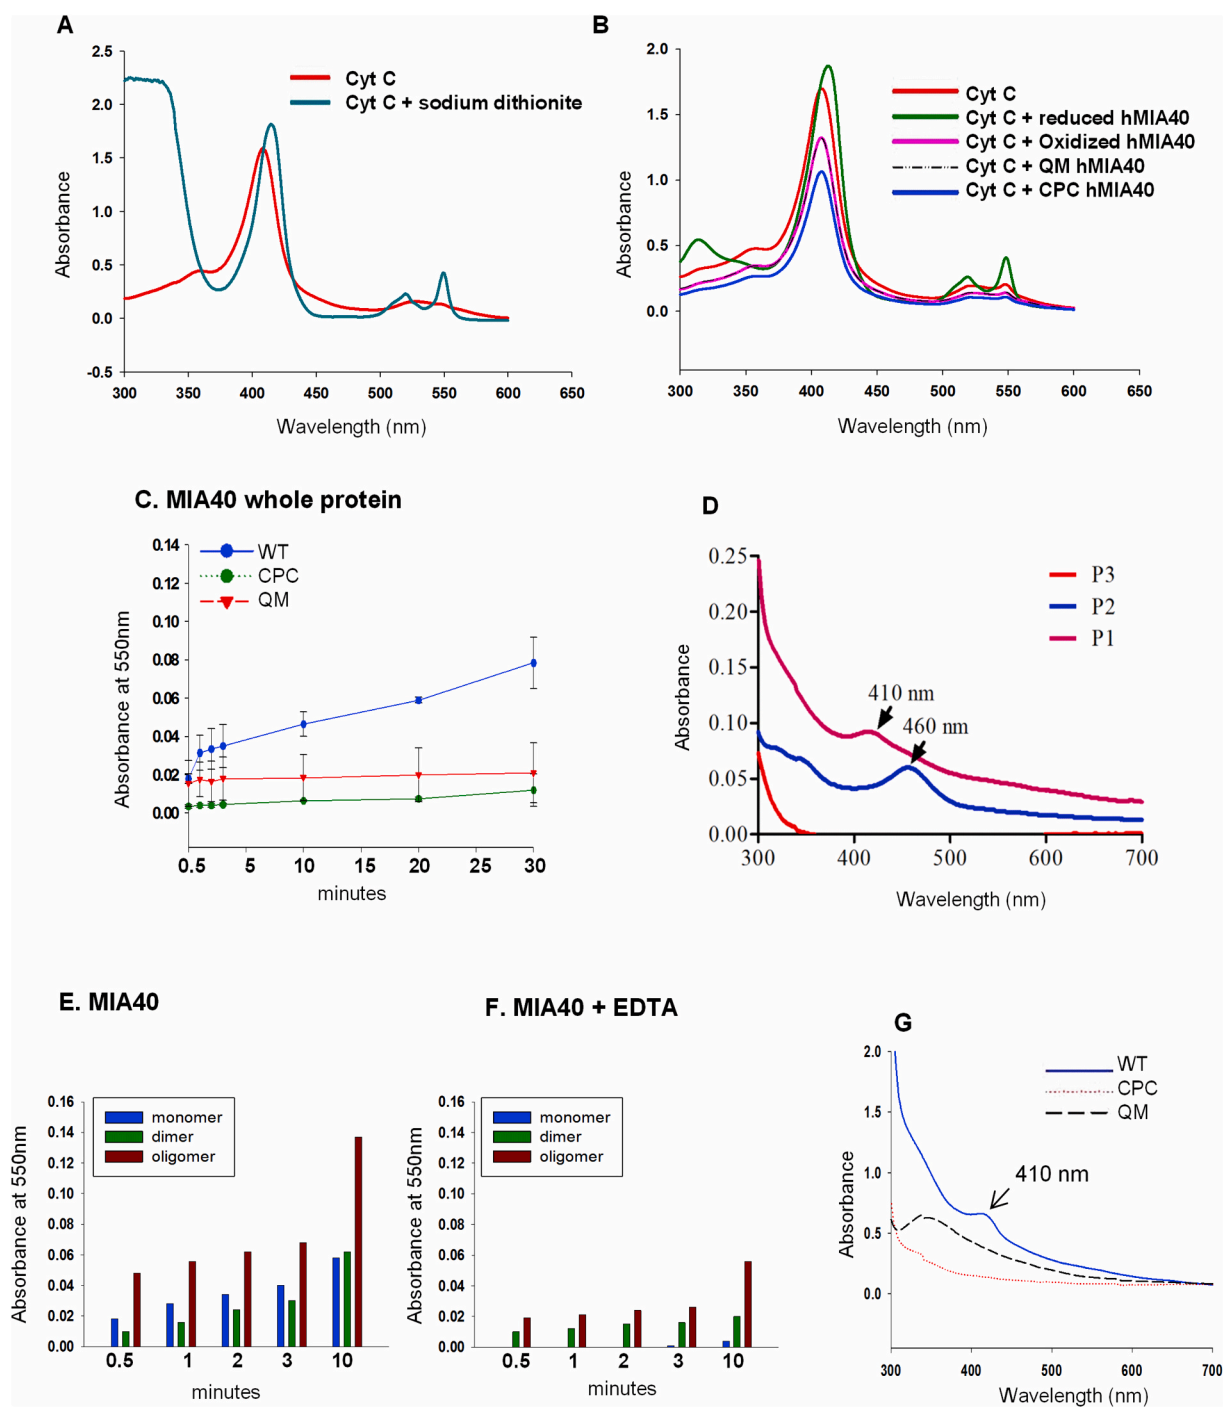 A
2.5
2.0
1.5
1.0
0.5
0.0
-0.5
Absorbance
Cyt C
Cyt C + sodium dithionite
300 350 400 450 500 550 600 650
Wavelength (nm)
B
2.0
1.5
1.0
0.5
0.0
Absorbance
Cyt C
Cyt C + reduced hMIA40
Cyt C + Oxidized hMIA40
Cyt C + QM hMIA40
Cyt C + CPC hMIA40
300 350 400 450 500 550 600 650
Wavelength (nm)
C. MIA40 whole protein
0.14
0.12
0.10
0.08
0.06
0.04
0.02
0.00
Absorbance at 550nm
WT
CPC
QM
0.5 5 10 15 20 25 30
minutes
D
0.25
0.20
0.15
0.10
0.05
0.00
Absorbance
P3
P2
P1
410 nm
460 nm
300 400 500 600 700
Wavelength (nm)
E. MIA40
0.16
0.14
0.12
0.10
0.08
0.06
0.04
0.02
0.00
Absorbance at 550nm
monomer
dimer
oligomer
0.5 1 2 3 10
minutes
F. MIA40 + EDTA
0.16
0.14
0.12
0.10
0.08
0.06
0.04
0.02
0.00
Absorbance at 550nm
monomer
dimer
oligomer
0.5 1 2 3 10
minutes
G
2.0
1.5
1.0
0.5
0.0
Absorbance
WT
CPC
QM
410 nm
300 400 500 600 700
Wavelength (nm)